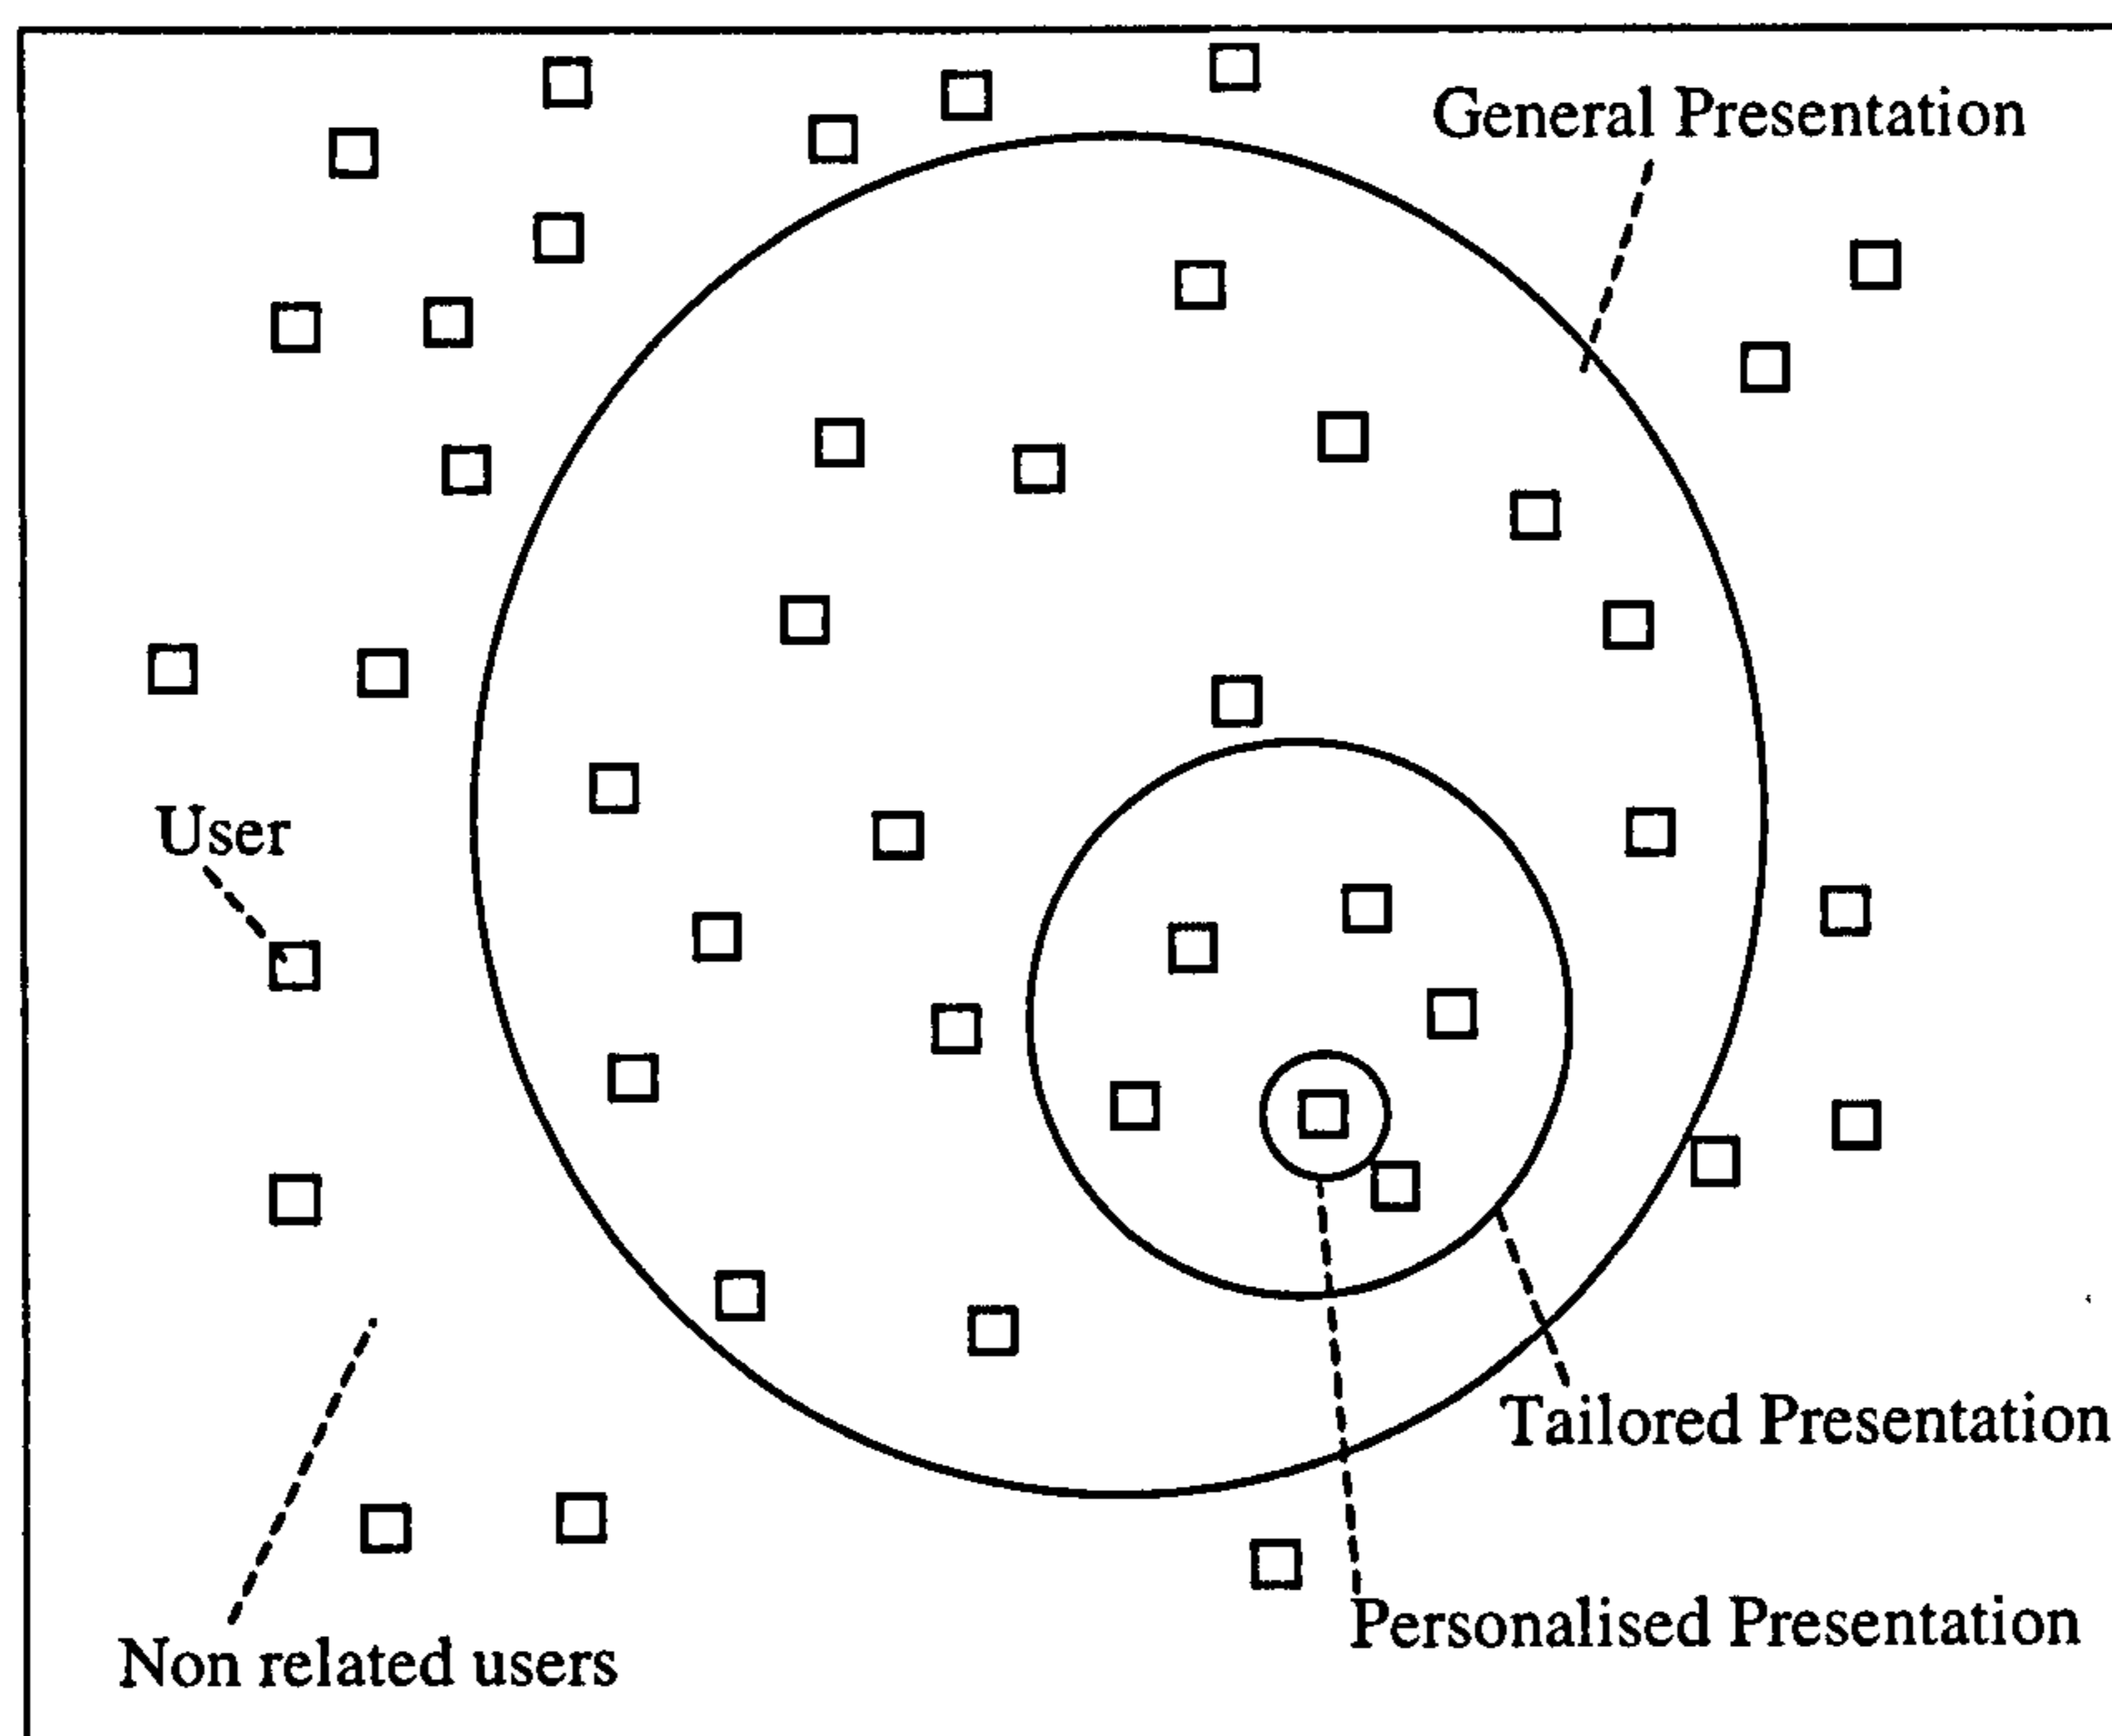 General Presentation
User
Tailored Presentation
Personalised Presentation
Non related users